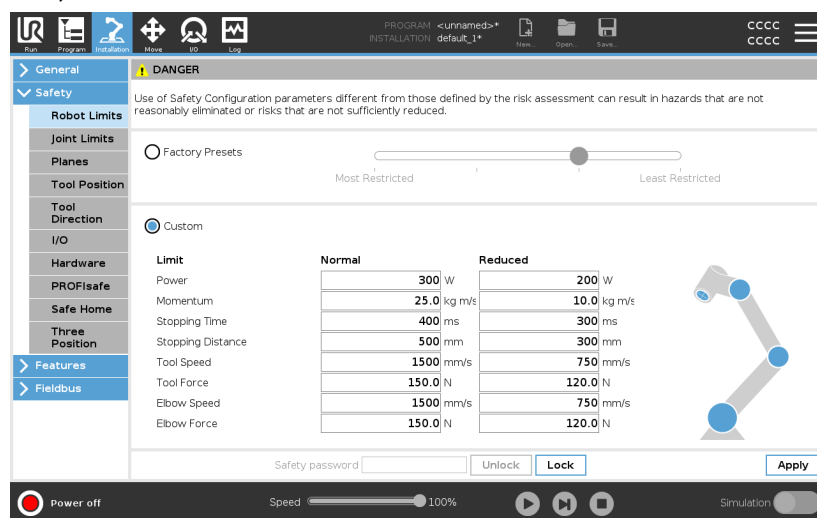 UR
PROGRAM <unnamed>*
INSTALLATION default_1*
Run Program Installation Move I/O Log New... Open... Save...
cccc
cccc
General
Safety
Robot Limits
Joint Limits
Planes
Tool Position
Tool
Direction
I/O
Hardware
PROFIsafe
Safe Home
Three
Position
Features
Fieldbus
DANGER
Use of Safety Configuration parameters different from those defined by the risk assessment can result in hazards that are not
reasonably eliminated or risks that are not sufficiently reduced.
Factory Presets
Most Restricted Least Restricted
Custom
Limit Normal Reduced
Power 300 W 200 W
Momentum 25.0 kg m/s 10.0 kg m/s
Stopping Time 400 ms 300 ms
Stopping Distance 500 mm 300 mm
Tool Speed 1500 mm/s 750 mm/s
Tool Force 150.0 N 120.0 N
Elbow Speed 1500 mm/s 750 mm/s
Elbow Force 150.0 N 120.0 N
Safety password Unlock Lock Apply
Power off Speed 100% Simulation